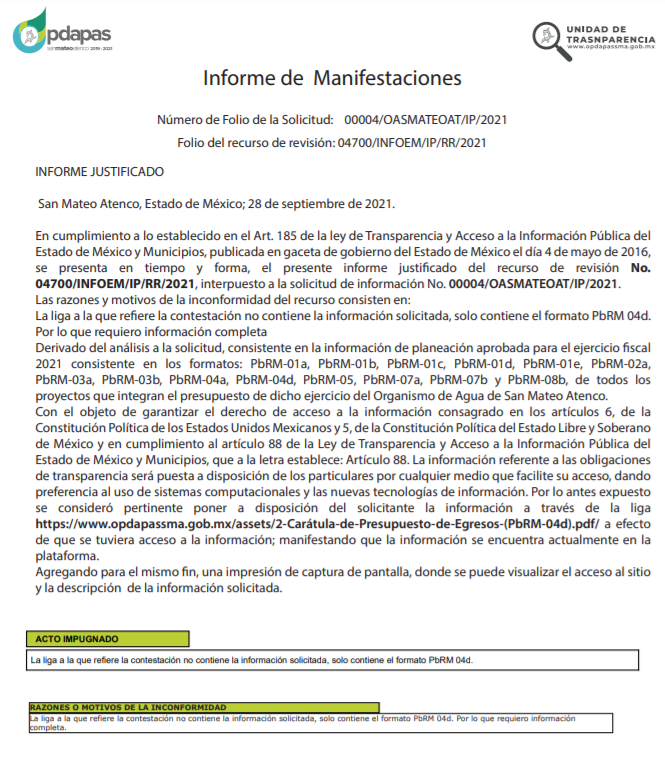 opdapas
sanmateoatenco 2019 - 2021
UNIDAD DE
TRASNPARENCIA
www.opdapassma.gob.mx
Informe de Manifestaciones
Número de Folio de la Solicitud: 00004/OASMATEOAT/IP/2021
Folio del recurso de revisión: 04700/INFOEM/IP/RR/2021
INFORME JUSTIFICADO
San Mateo Atenco, Estado de México; 28 de septiembre de 2021.
En cumplimiento a lo establecido en el Art. 185 de la ley de Transparencia y Acceso a la Información Pública del
Estado de México y Municipios, publicada en gaceta de gobierno del Estado de México el día 4 de mayo de 2016,
se presenta en tiempo y forma, el presente informe justificado del recurso de revisión No.
04700/INFOEM/IP/RR/2021, interpuesto a la solicitud de información No. 00004/OASMATEOAT/IP/2021.
Las razones y motivos de la inconformidad del recurso consisten en:
La liga a la que refiere la contestación no contiene la información solicitada, solo contiene el formato PbRM 04d.
Por lo que requiero información completa
Derivado del análisis a la solicitud, consistente en la información de planeación aprobada para el ejercicio fiscal
2021 consistente en los formatos: PbRM-01a, PbRM-01b, PbRM-01c, PbRM-01d, PbRM-01e, PbRM-02a,
PbRM-03a, PbRM-03b, PbRM-04a, PbRM-04d, PbRM-05, PbRM-07a, PbRM-07b y PbRM-08b, de todos los
proyectos que integran el presupuesto de dicho ejercicio del Organismo de Agua de San Mateo Atenco.
Con el objeto de garantizar el derecho de acceso a la información consagrado en los artículos 6, de la
Constitución Política de los Estados Unidos Mexicanos y 5, de la Constitución Política del Estado Libre y Soberano
de México y en cumplimiento al artículo 88 de la Ley de Transparencia y Acceso a la Información Pública del
Estado de México y Municipios, que a la letra establece: Artículo 88. La información referente a las obligaciones
de transparencia será puesta a disposición de los particulares por cualquier medio que facilite su acceso, dando
preferencia al uso de sistemas computacionales y las nuevas tecnologías de información. Por lo antes expuesto
se consideró pertinente poner a disposición del solicitante la información a través de la liga
https://www.opdapassma.gob.mx/assets/2-Carátula-de-Presupuesto-de-Egresos-(PbRM-04d).pdf/ a efecto
de que se tuviera acceso a la información; manifestando que la información se encuentra actualmente en la
plataforma.
Agregando para el mismo fin, una impresión de captura de pantalla, donde se puede visualizar el acceso al sitio
y la descripción de la información solicitada.
ACTO IMPUGNADO
La liga a la que refiere la contestación no contiene la información solicitada, solo contiene el formato PbRM 04d.
RAZONES O MOTIVOS DE LA INCONFORMIDAD
La liga a la que refiere la contestación no contiene la información solicitada, solo contiene el formato PbRM 04d. Por lo que requiero información
completa.